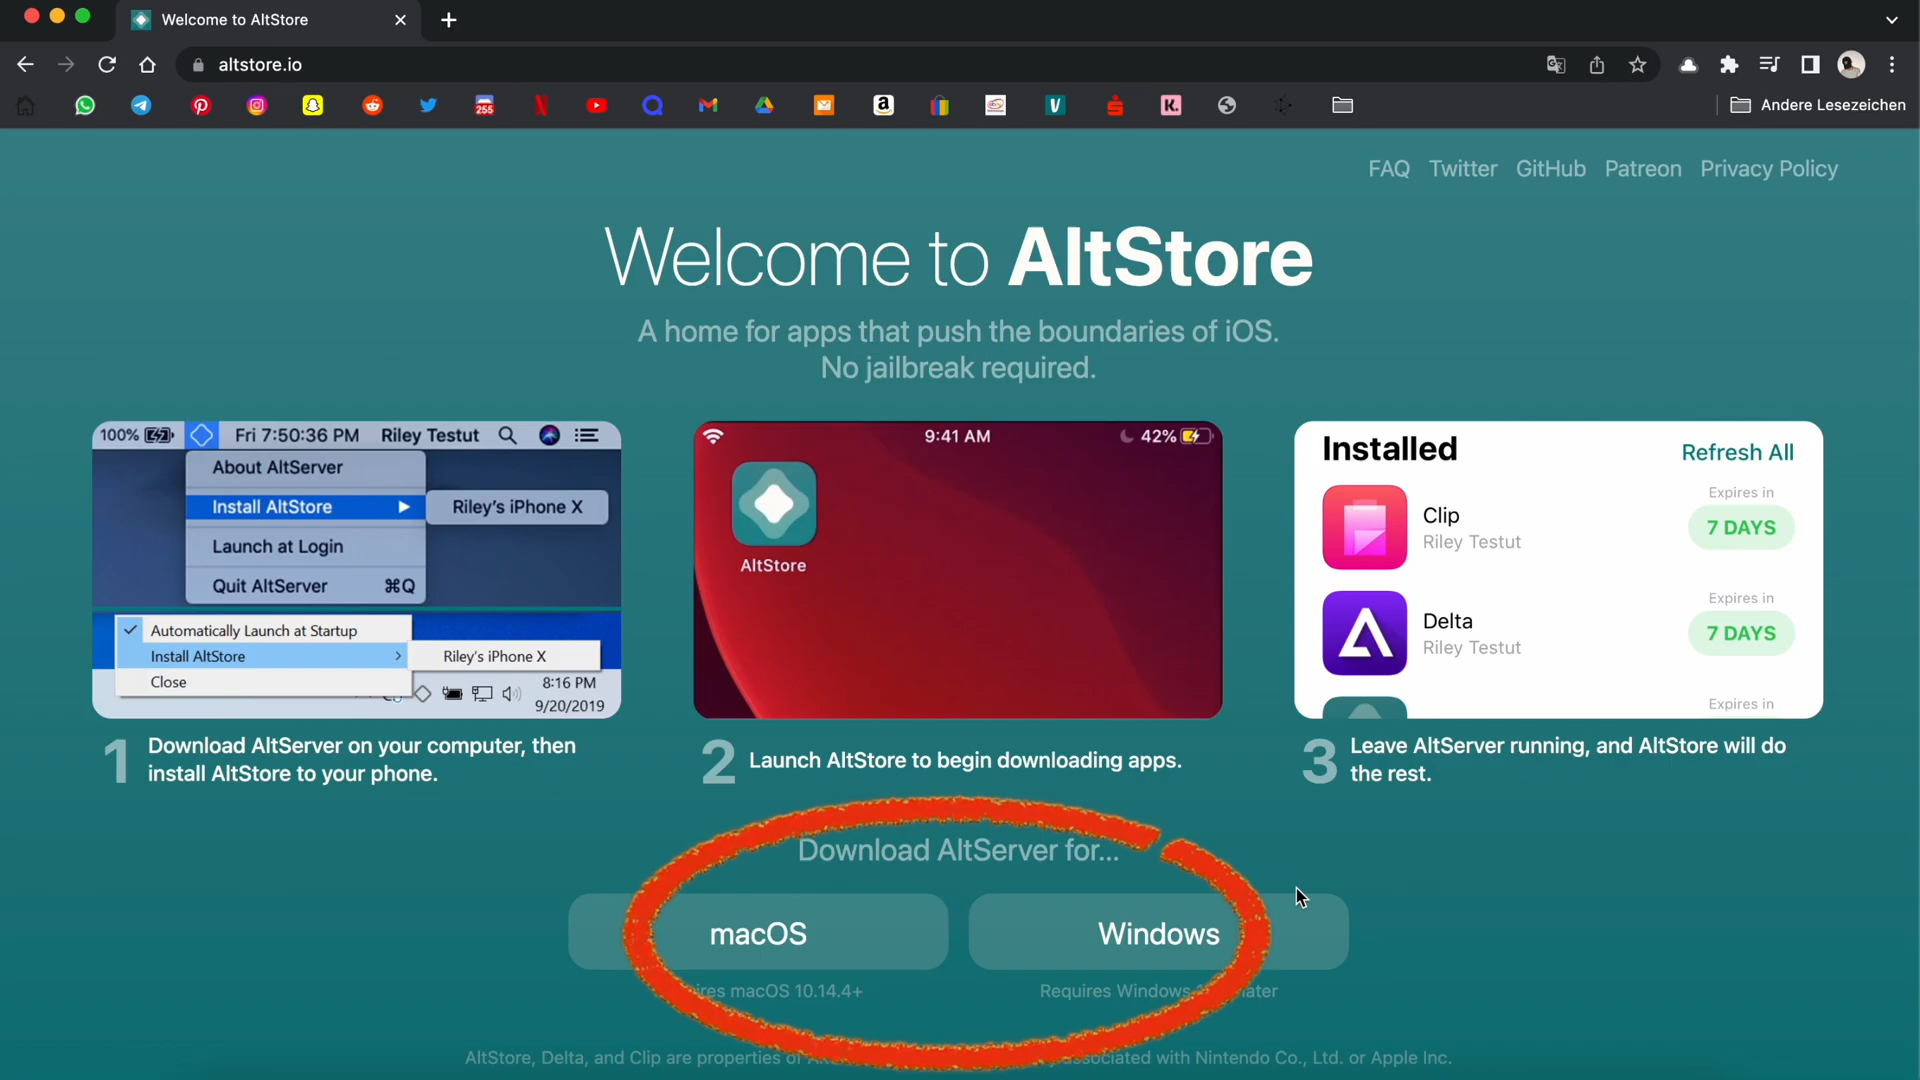 Welcome to AltStore
altstore.io
255
a
K.
Andere Lesezeichen
FAQ Twitter GitHub Patreon Privacy Policy
Welcome to AltStore
A home for apps that push the boundaries of iOS.
No jailbreak required.
100% Fri 7:50:36 PM Riley Testut
About AltServer
Install AltStore
Riley's iPhone X
Launch at Login
Quit AltServer ⌘Q
Automatically Launch at Startup
Install AltStore
Riley's iPhone X
Close
8:16 PM
9/20/2019
9:41 AM
42%
AltStore
Installed
Refresh All
Expires in
Clip
Riley Testut
7 DAYS
Expires in
Delta
Riley Testut
7 DAYS
Expires in
1 Download AltServer on your computer, then
install AltStore to your phone.
2 Launch AltStore to begin downloading apps.
3 Leave AltServer running, and AltStore will do
the rest.
Download AltServer for...
macOS
Windows
macOS 10.14.4+
Requires Windows
AltStore, Delta, and Clip are properties of
associated with Nintendo Co., Ltd. or Apple Inc.